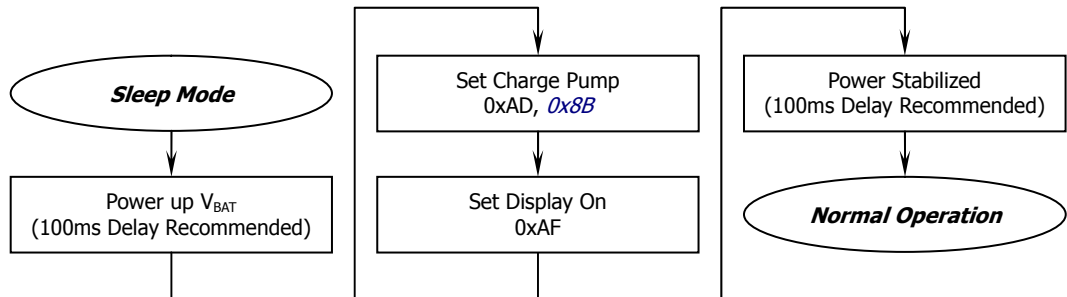 Sleep Mode
Power up VBAT
(100ms Delay Recommended)
Set Charge Pump
0xAD, 0x8B
Set Display On
0xAF
Power Stabilized
(100ms Delay Recommended)
Normal Operation